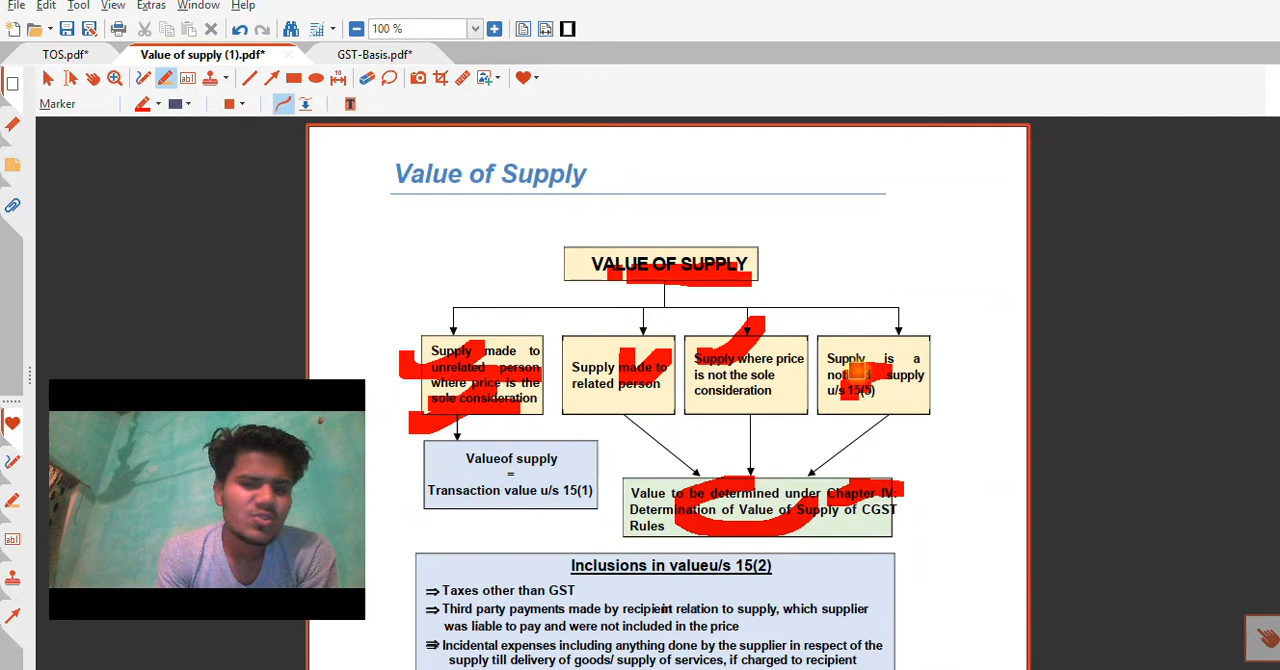 File Edit Tool View Extras Window Help
100 %
TOS.pdf*
Value of supply (1).pdf*
GST-Basis.pdf*
Marker
Value of Supply
VALUE OF SUPPLY
Supply made to
unrelated person
where price is the
sole consideration
Supply made to
related person
Supply where price
is not the sole
consideration
Supply is a
supply
u/s 15(5)
Valueof supply
=
Transaction value u/s 15(1)
Value to be determined under Chapter IV:
Determination of Value of Supply of CGST
Rules
Inclusions in valueu/s 15(2)
⇒ Taxes other than GST
⇒ Third party payments made by recipient relation to supply, which supplier
was liable to pay and were not included in the price
⇒ Incidental expenses including anything done by the supplier in respect of the
supply till delivery of goods/ supply of services, if charged to recipient